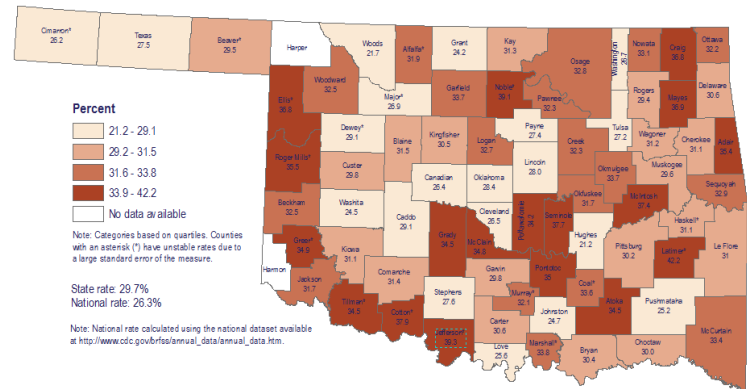 Cimarron*
26.2
Texas
27.5
Beaver*
29.5
Harper
Woods
21.7
Alfalfa*
31.9
Grant
24.2
Kay
31.3
Osage
32.8
Washington
Nowata
33.1
Craig
Ottawa
32.2
Woodward
32.5
Ellis*
Major*
26.9
Garfield
33.7
Noble*
39.1
Pawnee
32.3
Rogers
29.4
Mayes
Delaware
30.6
Percent
21.2 - 29.1
29.2 - 31.5
31.6 - 33.8
33.9 - 42.2
No data available
Dewey*
29.1
Blaine
31.5
Kingfisher
30.5
Logan
32.7
Payne
27.4
Creek
32.3
Tulsa
27.2
Wagoner
31.2
Cherokee
31.1
Adair
Roger Mills*
Custer
29.8
Canadian
26.4
Oklahoma
28.4
Lincoln
28.0
Okmulgee
33.7
Muskogee
29.6
Sequoyah
32.9
Note: Categories based on quartiles. Counties
with an asterisk (*) have unstable rates due to
a large standard error of the measure.
Beckham
32.5
Washita
24.5
Caddo
29.1
Cleveland
26.5
Pottawatomie
34.2
Seminole
37.7
Okfuskee
31.7
McIntosh
37.4
Haskell*
31.1
Greer*
34.9
Kiowa
31.1
Grady
34.5
McClain
34.8
Hughes
21.2
Pittsburg
30.2
Latimer*
42.2
Le Flore
31
Harmon
Jackson
31.7
Comanche
31.4
Garvin
29.8
Pontotoc
35
Coal*
33.6
State rate: 29.7%
National rate: 26.3%
Tillman*
34.5
Cotton*
37.9
Stephens
27.6
Murray*
32.1
Johnston
24.7
Atoka
34.5
Pushmataha
25.2
McCurtain
33.4
Note: National rate calculated using the national dataset available
at http://www.cdc.gov/brfss/annual_data/annual_data.htm.
Jefferson*
Carter
30.6
Love
25.6
Marshall*
33.8
Bryan
30.4
Choctaw
30.0